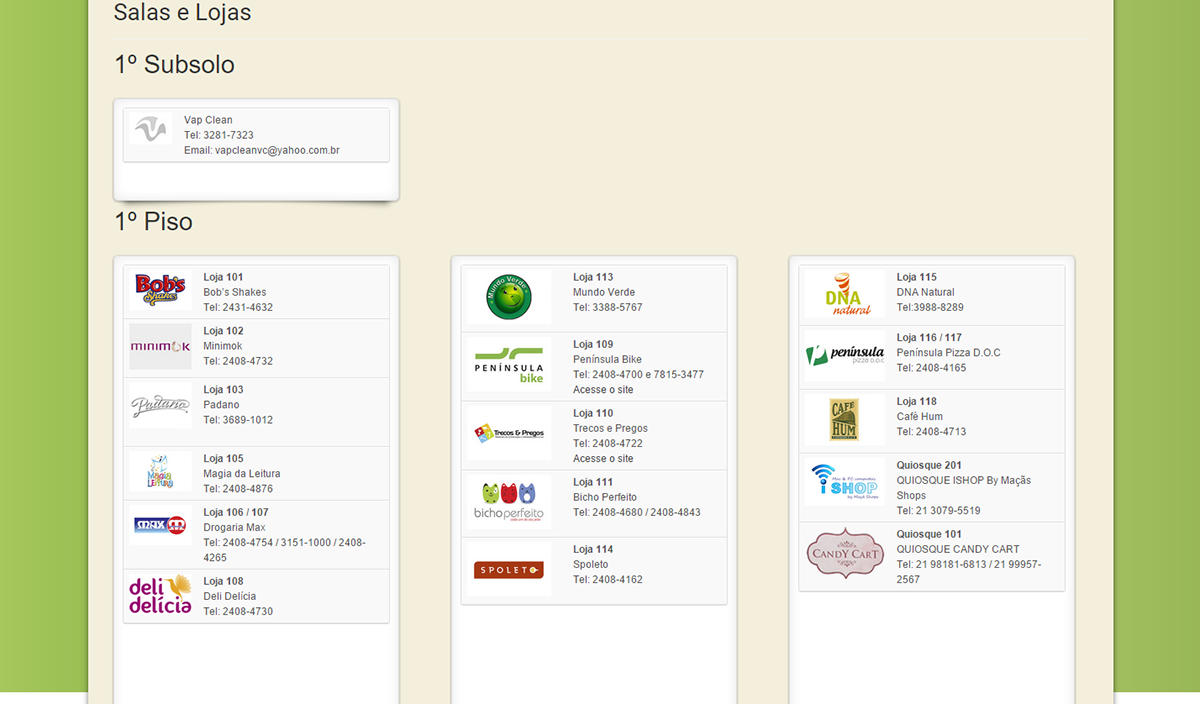 Salas e Lojas
1º Subsolo
Vap Clean
Tel: 3281-7323
Email: vapcleanvc@yahoo.com.br
1º Piso
Bob's
Shakes
Loja 101
Bob's Shakes
Tel: 2431-4632
minimok
Loja 102
Minimok
Tel: 2408-4732
Padano
Loja 103
Padano
Tel: 3689-1012
Magia
Leitura
Loja 105
Magia da Leitura
Tel: 2408-4876
max
Loja 106 / 107
Drogaria Max
Tel: 2408-4754 / 3151-1000 / 2408-
4265
deli
delícia
Loja 108
Deli Delícia
Tel: 2408-4730
Mundo Verde
Loja 113
Mundo Verde
Tel: 3388-5767
PENÍNSULA
bike
Loja 109
Península Bike
Tel: 2408-4700 e 7815-3477
Acesse o site
Trecos & Pregos
Loja 110
Trecos e Pregos
Tel: 2408-4722
Acesse o site
bichoperfeito
Loja 111
Bicho Perfeito
Tel: 2408-4680 / 2408-4843
SPOLETO
Loja 114
Spoleto
Tel: 2408-4162
DNA
natural
Loja 115
DNA Natural
Tel:3988-8289
península
pizza d.o.c
Loja 116 / 117
Península Pizza D.O.C
Tel: 2408-4165
CAFÉ
HUM
Loja 118
Café Hum
Tel: 2408-4713
Mac & PC computers
iSHOP
by Maçã Shops
Quiosque 201
QUIOSQUE ISHOP By Maçãs
Shops
Tel: 21 3079-5519
CANDY CART
Quiosque 101
QUIOSQUE CANDY CART
Tel: 21 98181-6813 / 21 99957-
2567